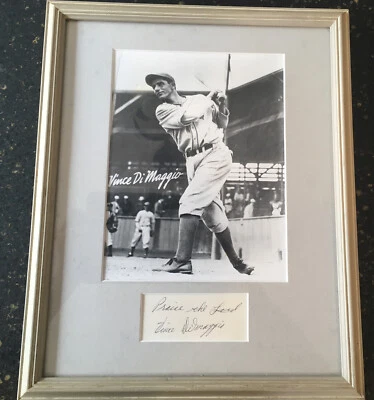 Vince Di Maggio
Praise the Lord
Vince DiMaggio